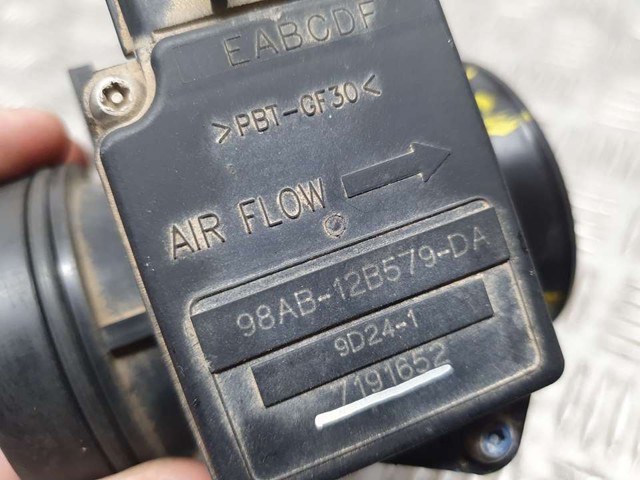 EABCDF
>PBT-GF30<
AIR FLOW
98AB-12B579-DA
9D24-1
7191652